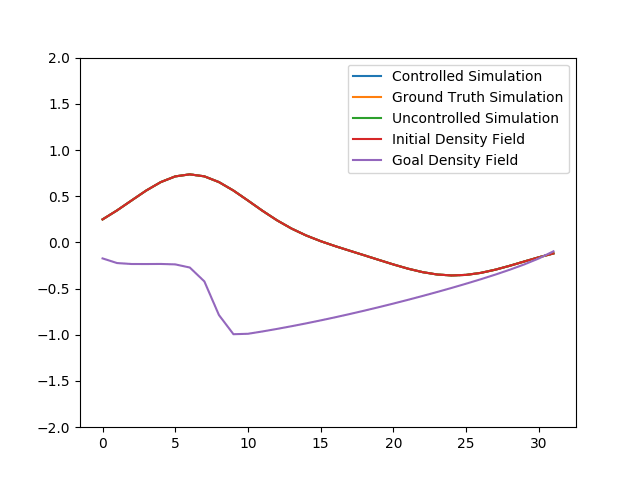 2.0
1.5
1.0
0.5
0.0
−0.5
−1.0
−1.5
−2.0
0 5 10 15 20 25 30
Controlled Simulation
Ground Truth Simulation
Uncontrolled Simulation
Initial Density Field
Goal Density Field